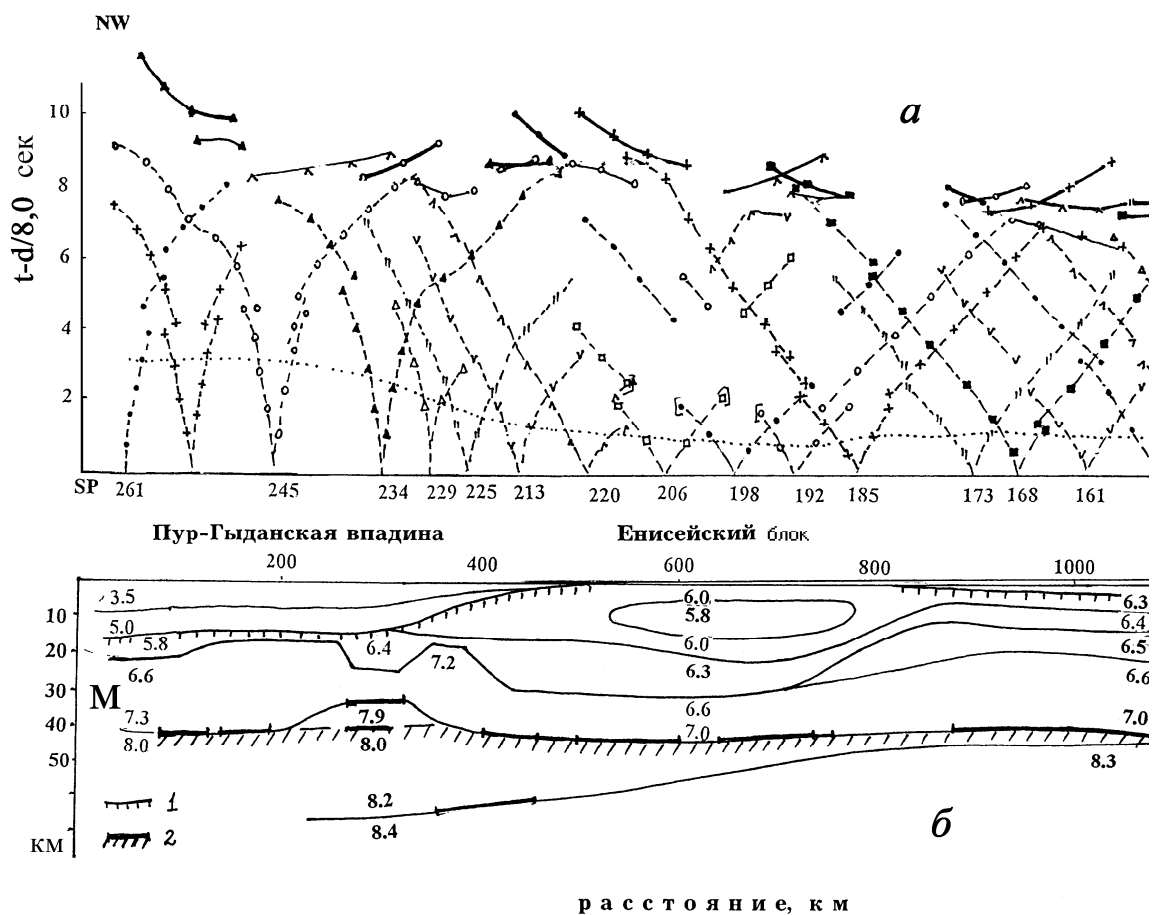 NW
а
t-d/8,0 сек
10
8
6
4
2
SP 261 245 234 229 225 213 220 206 198 192 185 173 168 161
Пур-Гыданская впадина Енисейский блок
200 400 600 800 1000
3.5 6.0 6.3
10 5.8 6.4
5.0 5.8 6.4 6.0 6.5
20 6.6 7.2 6.3 6.6
30 6.6
М
7.3 7.9 7.0 7.0
40
8.0 8.0 8.3
50
1 8.2
2 8.4
км
б
расстояние, км